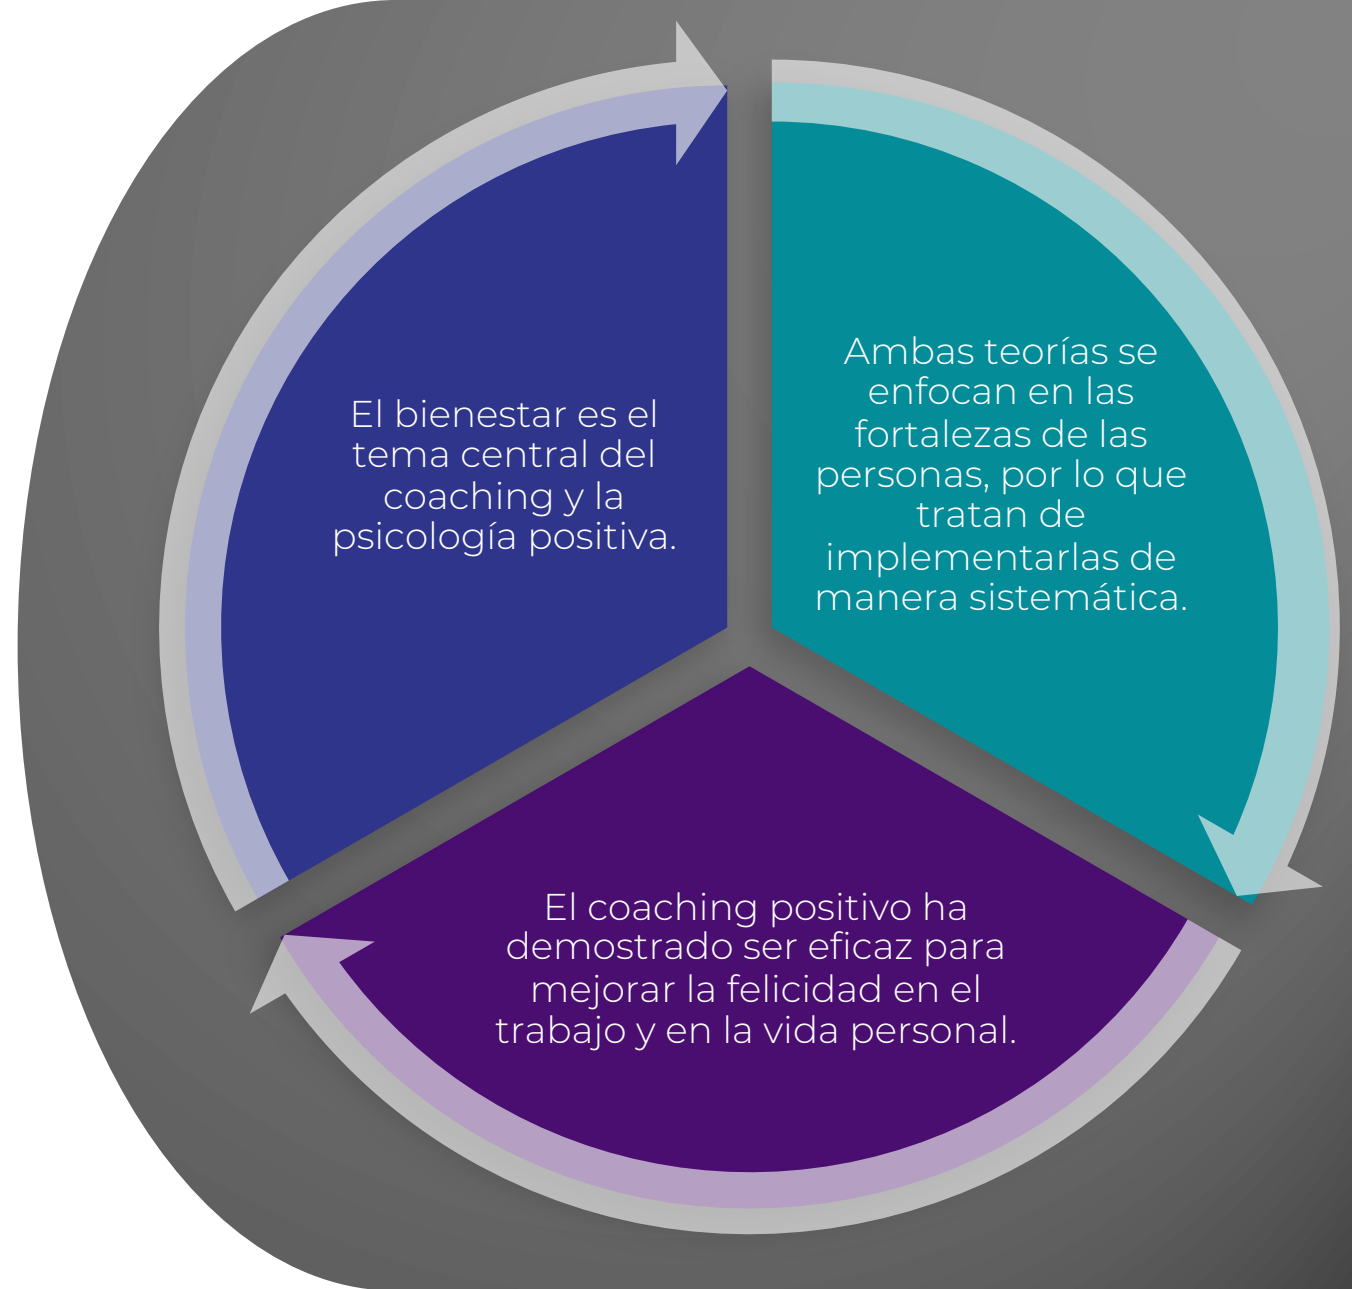 El bienestar es el
tema central del
coaching y la
psicología positiva.
Ambas teorías se
enfocan en las
fortalezas de las
personas, por lo que
tratan de
implementarlas de
manera sistemática.
El coaching positivo ha
demostrado ser eficaz para
mejorar la felicidad en el
trabajo y en la vida personal.